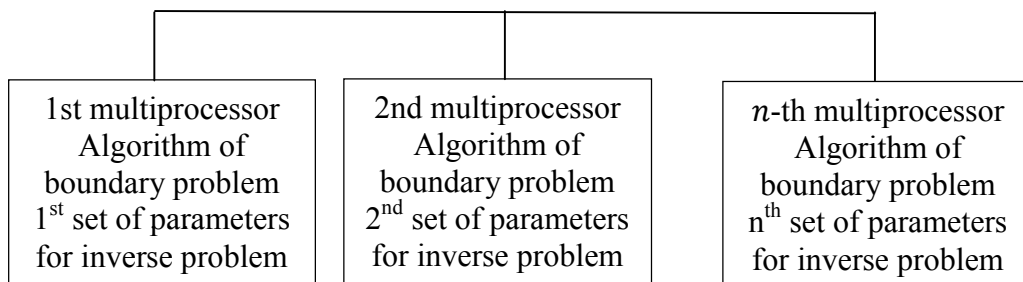 1st multiprocessor
Algorithm of
boundary problem
1st set of parameters
for inverse problem
2nd multiprocessor
Algorithm of
boundary problem
2nd set of parameters
for inverse problem
n-th multiprocessor
Algorithm of
boundary problem
nth set of parameters
for inverse problem